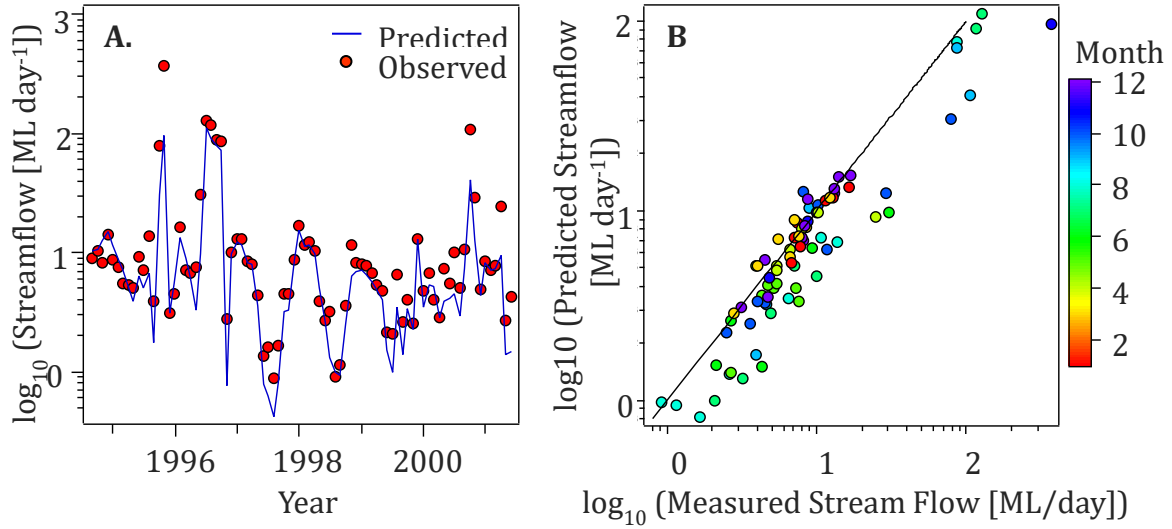 A.
Predicted
Observed
log₁₀ (Streamflow [ML day⁻¹])
3
2
1
0
1996
1998
2000
Year
B
log10 (Predicted Streamflow
[ML day⁻¹])
2
1
0
0
1
2
log₁₀ (Measured Stream Flow [ML/day])
Month
12
10
8
6
4
2